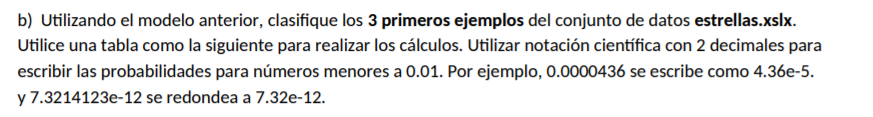 b) Utilizando el modelo anterior, clasifique los 3 primeros ejemplos del conjunto de datos estrellas.xslx.
Utilice una tabla como la siguiente para realizar los cálculos. Utilizar notación científica con 2 decimales para
escribir las probabilidades para números menores a 0.01. Por ejemplo, 0.0000436 se escribe como 4.36e-5.
y 7.3214123e-12 se redondea a 7.32e-12.